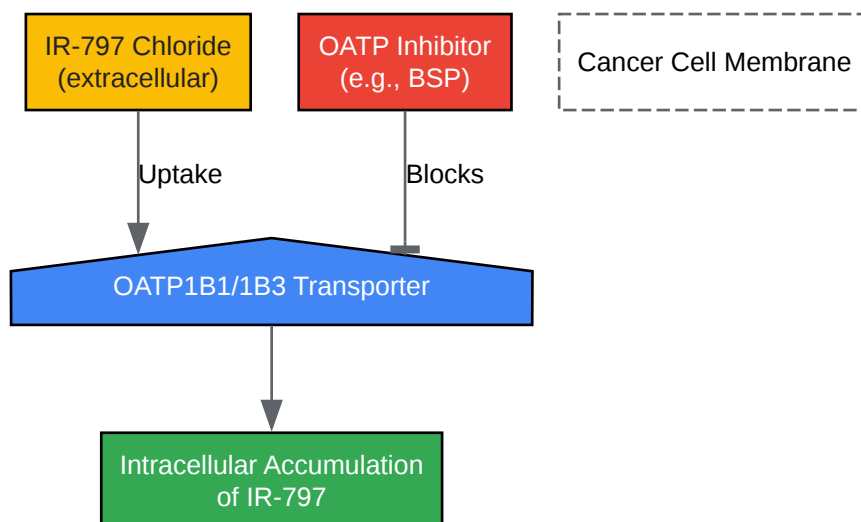 IR-797 Chloride
(extracellular)
OATP Inhibitor
(e.g., BSP)
Cancer Cell Membrane
Uptake
Blocks
OATP1B1/1B3 Transporter
Intracellular Accumulation
of IR-797